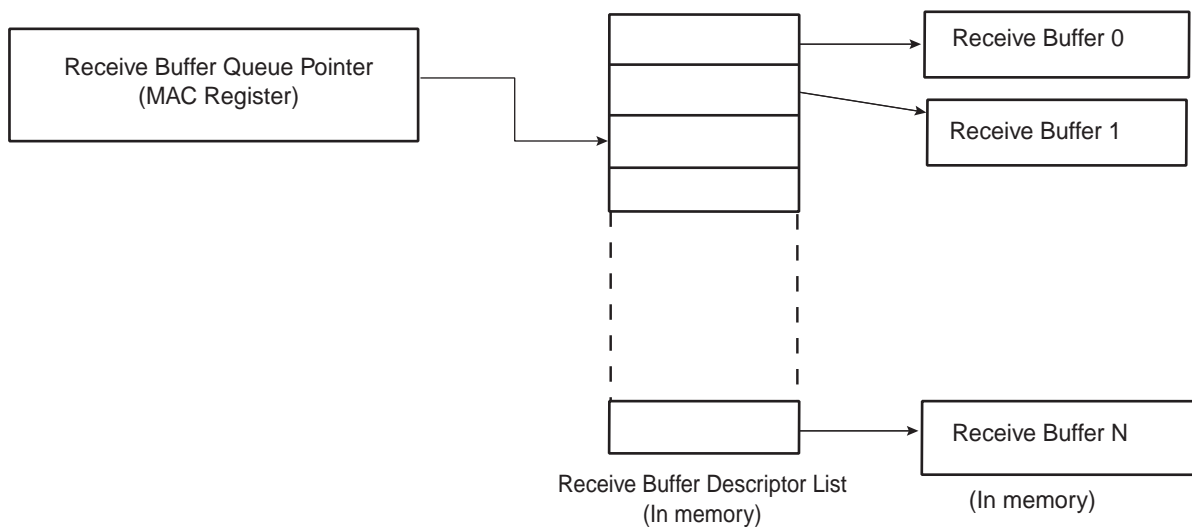 Receive Buffer Queue Pointer
(MAC Register)
Receive Buffer 0
Receive Buffer 1
Receive Buffer N
Receive Buffer Descriptor List
(In memory)
(In memory)